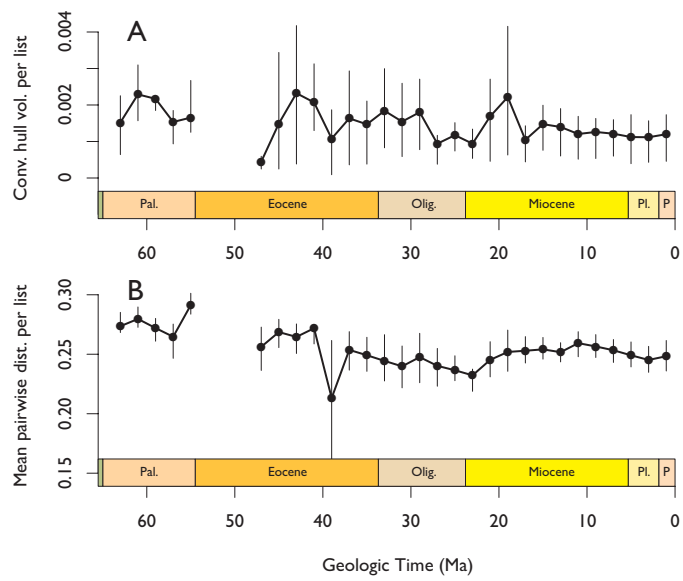 A
Conv. hull vol. per list
0.004
0.002
0
Pal. Eocene Olig. Miocene Pl. P
60 50 40 30 20 10 0
B
Mean pairwise dist. per list
0.30
0.25
0.20
0.15
Pal. Eocene Olig. Miocene Pl. P
60 50 40 30 20 10 0
Geologic Time (Ma)